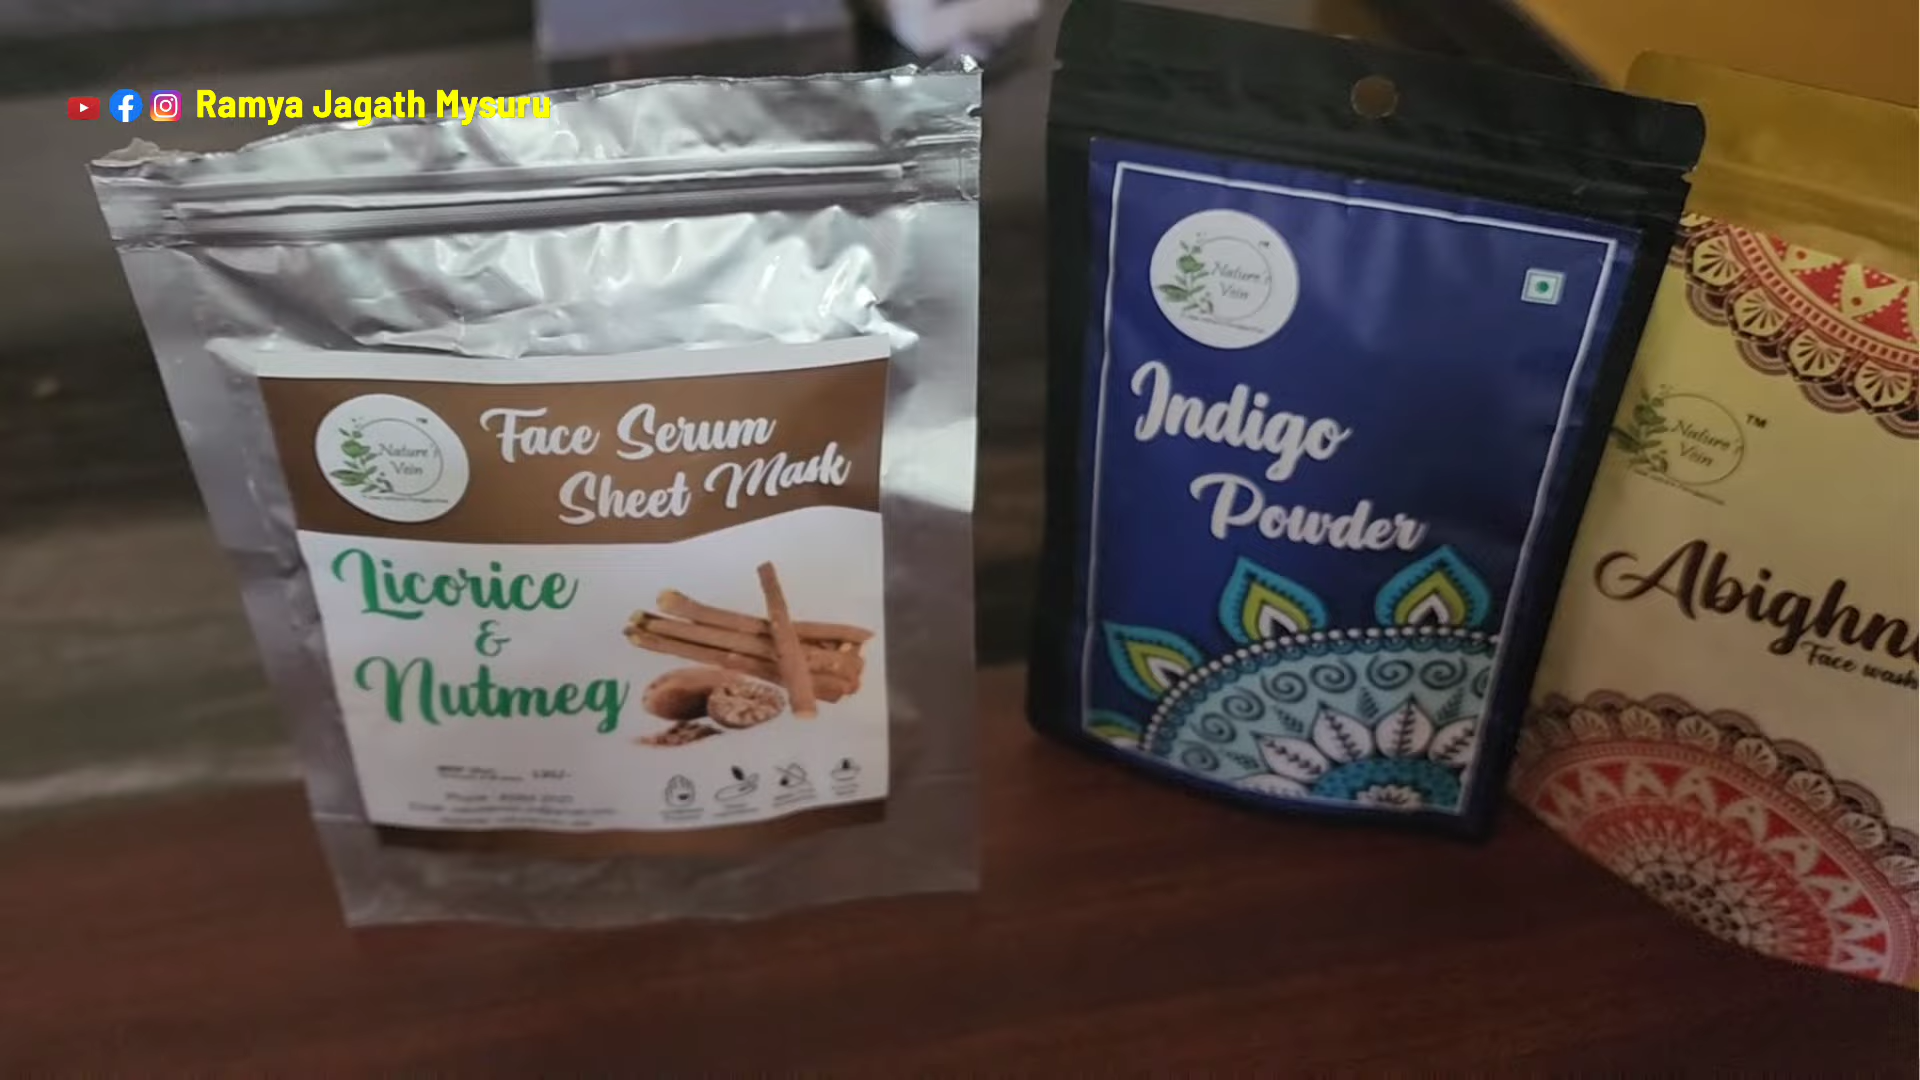 Ramya Jagath Mysuru
Nature's
Vein
Face Serum
Sheet Mask
Licorice
&
Nutmeg
Nature's
Vein
Indigo
Powder
Nature's
Vein
TM
Face wash